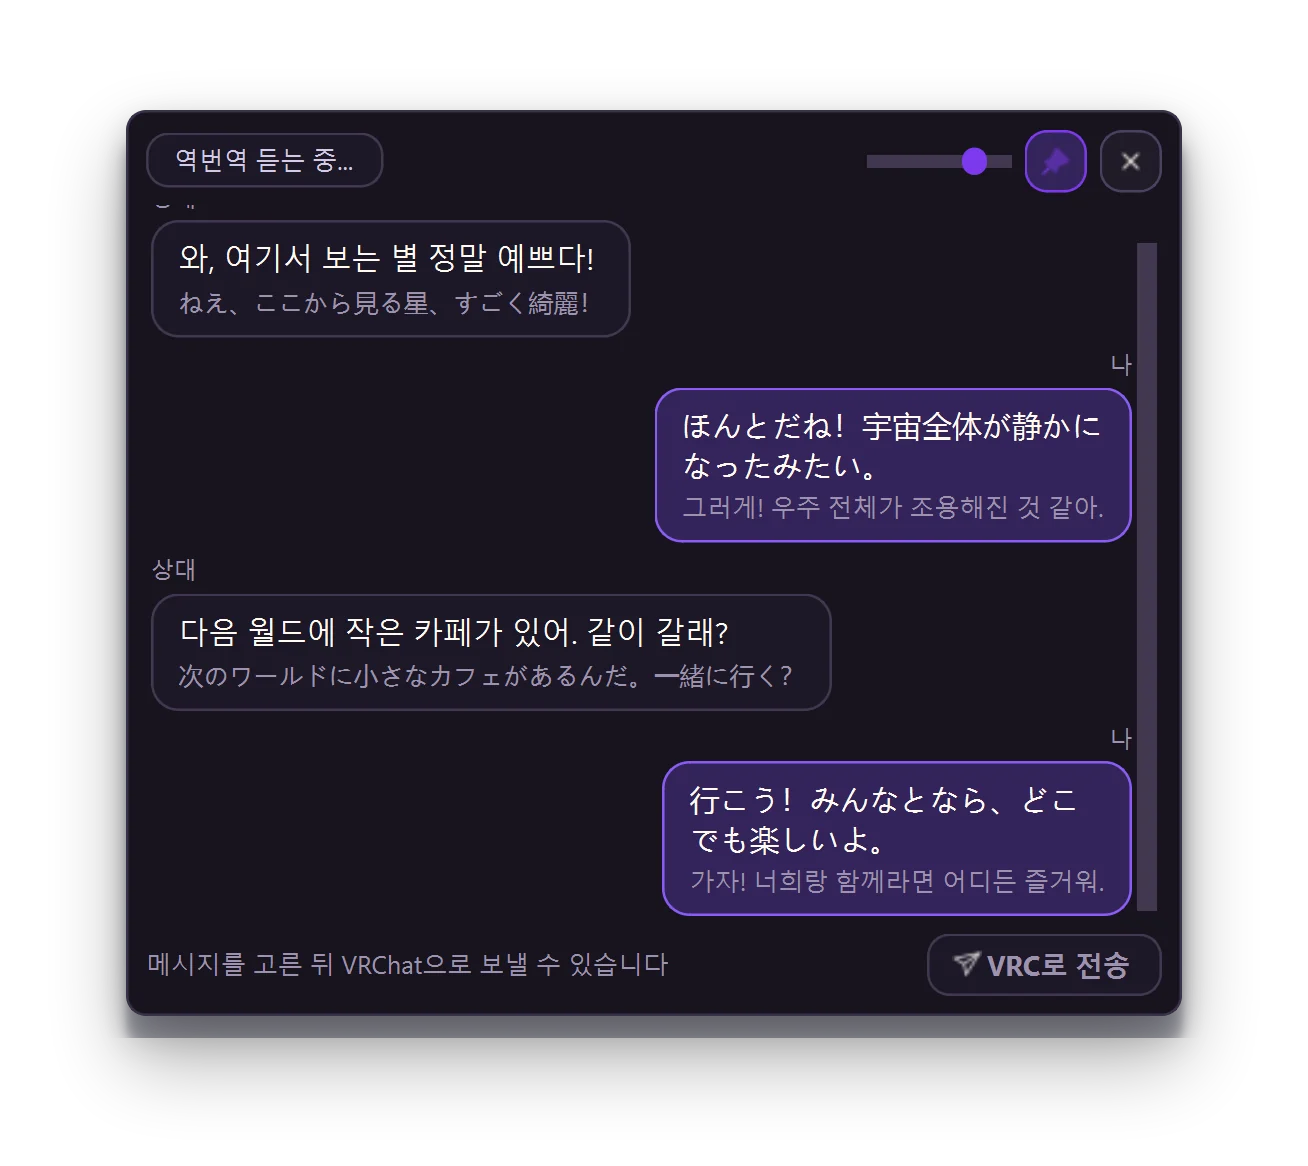 역번역 듣는 중...
와, 여기서 보는 별 정말 예쁘다!
ねえ、ここから見る星、すごく綺麗！
나
ほんとだね！宇宙全体が静かに
なったみたい。
그러게! 우주 전체가 조용해진 것 같아.
상대
다음 월드에 작은 카페가 있어. 같이 갈래?
次のワールドに小さなカフェがあるんだ。一緒に行く？
나
行こう！みんなとなら、どこ
でも楽しいよ。
가자! 너희랑 함께라면 어디든 즐거워.
메시지를 고른 뒤 VRChat으로 보낼 수 있습니다
VRC로 전송